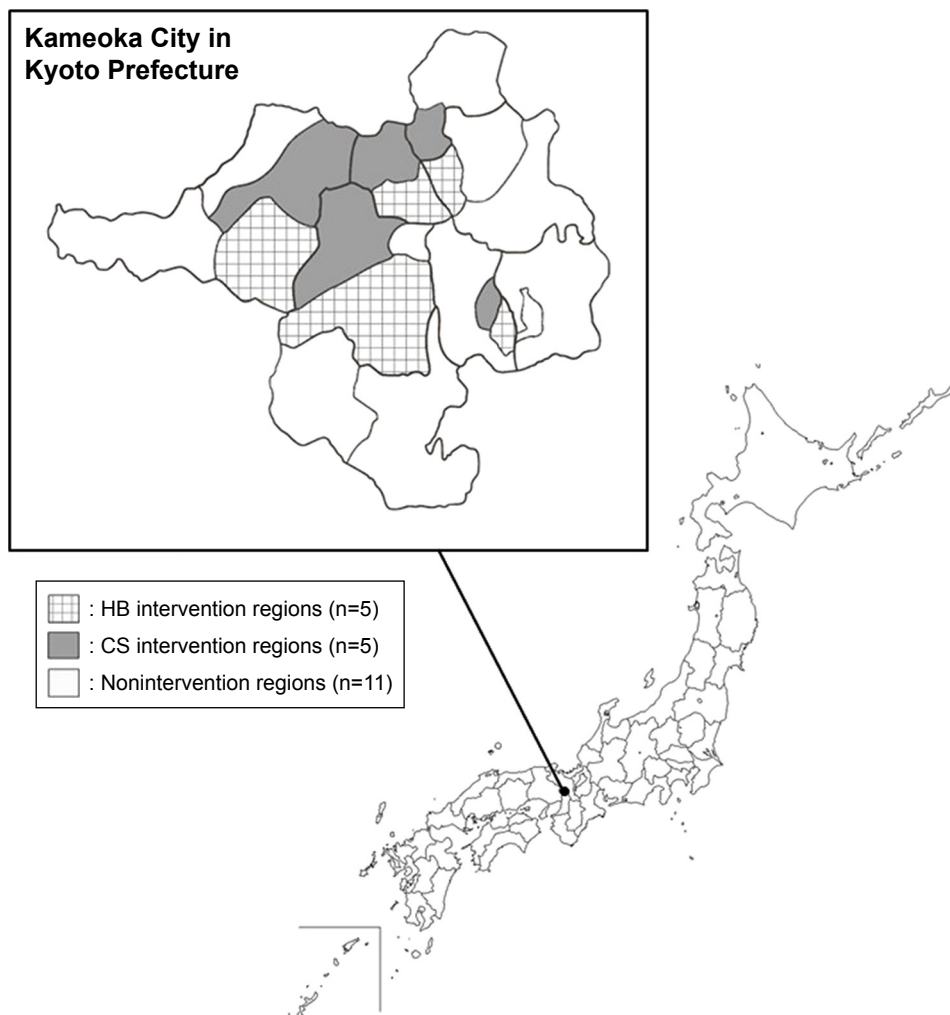 Kameoka City in
Kyoto Prefecture
: HB intervention regions (n=5)
: CS intervention regions (n=5)
: Nonintervention regions (n=11)